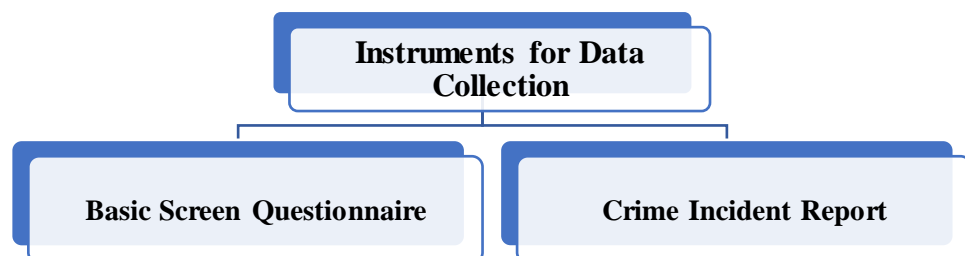 Instruments for Data
Collection
Basic Screen Questionnaire
Crime Incident Report